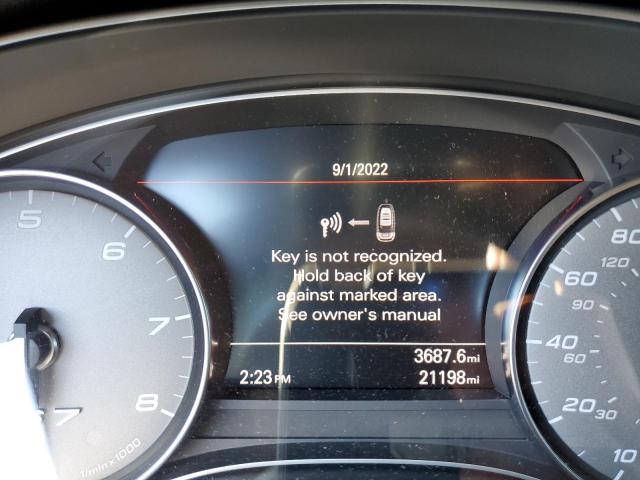 9/1/2022
Key is not recognized.
Hold back of key
against marked area.
See owner's manual
3687.6mi
2:23PM 21198mi
5
6
7
8
1/min x 1000
80
120
60
90
40
60
20 30
10